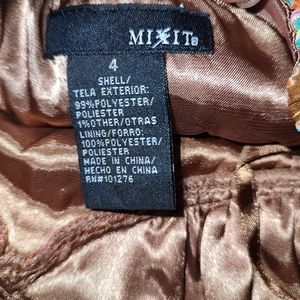 MIXIT®
4
SHELL/
TELA EXTERIOR:
99%POLYESTER/
POLIESTER
1%OTHER/OTRAS
LINING/FORRO:
100%POLYESTER/
POLIESTER
MADE IN CHINA/
HECHO EN CHINA
RN#101276